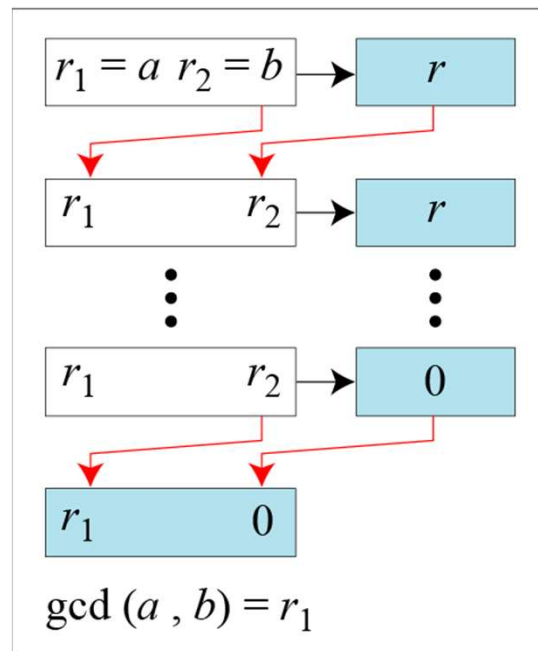 r₁ = a r₂ = b r
r₁ r₂ r
r₁ r₂ 0
r₁ 0
gcd (a , b) = r₁